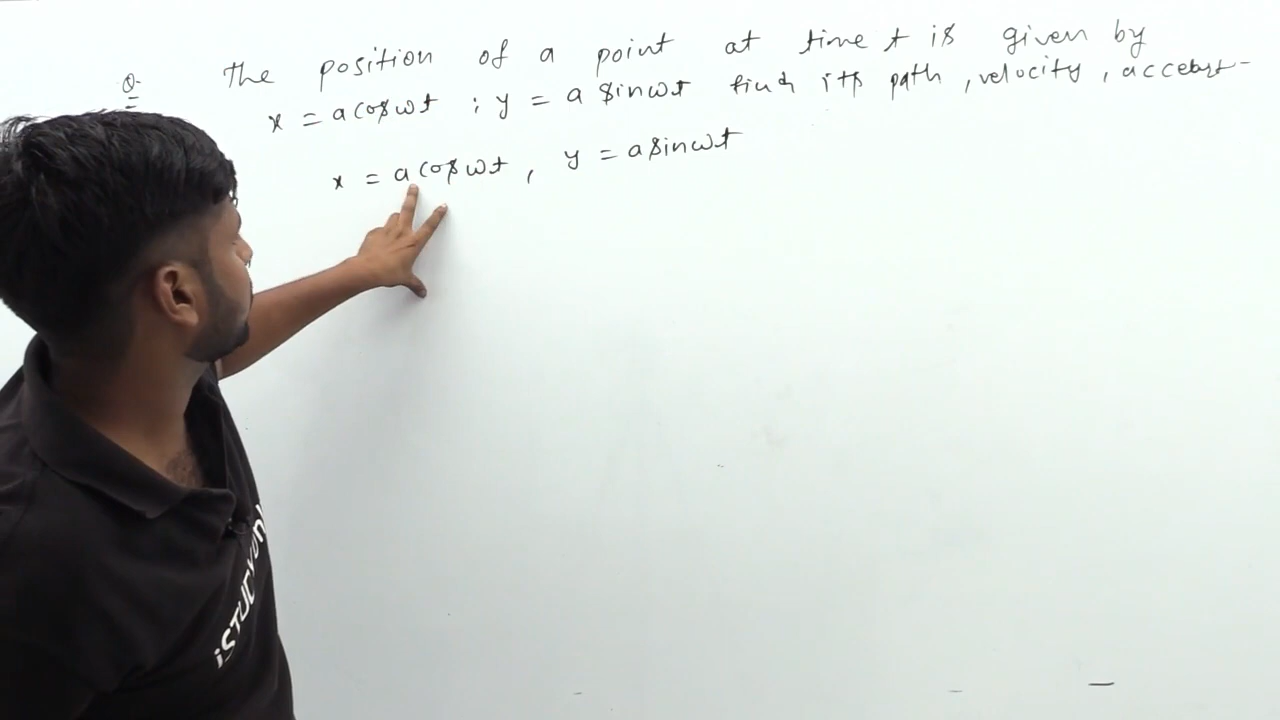 Q. The position of a point at time t is given by
x = a cos ωt ; y = a sin ωt find its path, velocity,
x = a cos ωt , y = a sin ωt
iSTUDYONL